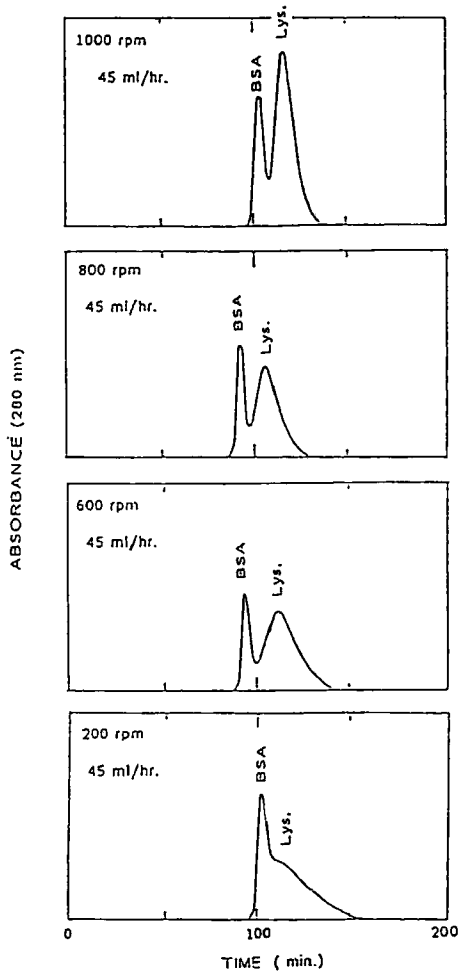 1000 rpm
45 ml/hr.
BSA
Lys.
800 rpm
45 ml/hr.
BSA
Lys.
ABSORBANCE (280 nm)
600 rpm
45 ml/hr.
BSA
Lys.
200 rpm
45 ml/hr.
BSA
Lys.
0 100 200
TIME ( min.)